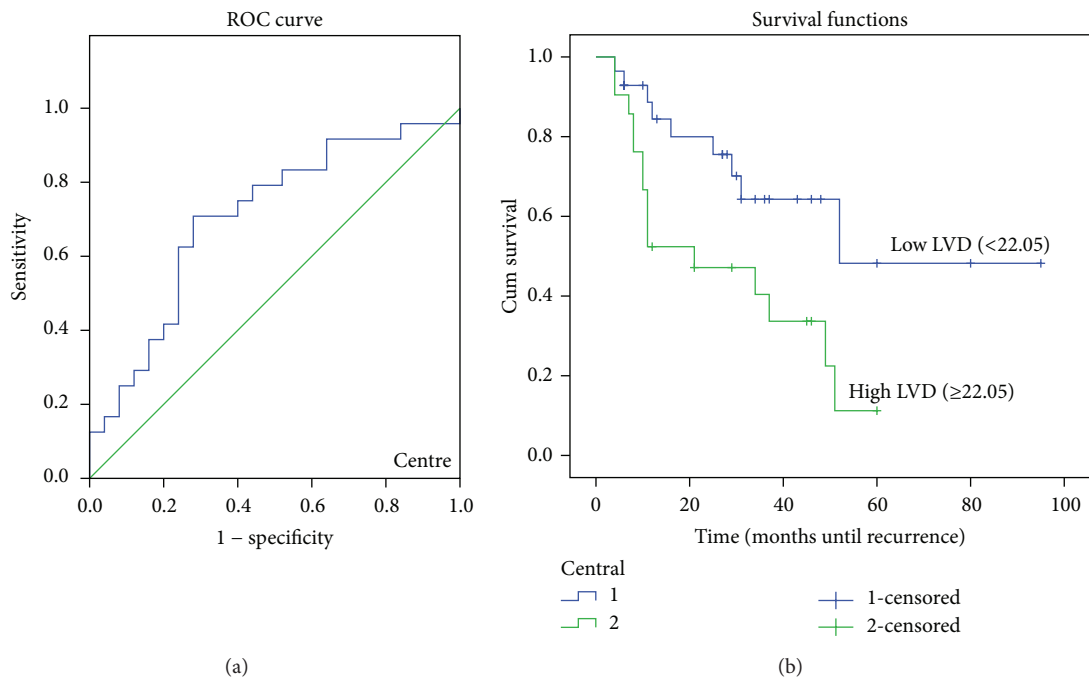 ROC curve
Sensitivity
1.0
0.8
0.6
0.4
0.2
0.0
Centre
0.0 0.2 0.4 0.6 0.8 1.0
1 − specificity
(a)
Survival functions
Cum survival
1.0
0.8
0.6
0.4
0.2
0.0
Low LVD (<22.05)
High LVD (≥22.05)
0 20 40 60 80 100
Time (months until recurrence)
Central
1 1-censored
2 2-censored
(b)